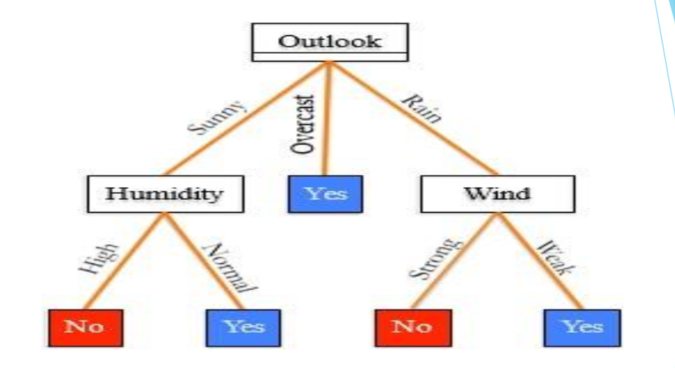 Outlook
Sunny
Overcast
Rain
Humidity
Yes
Wind
High
Normal
Strong
Weak
No
Yes
No
Yes